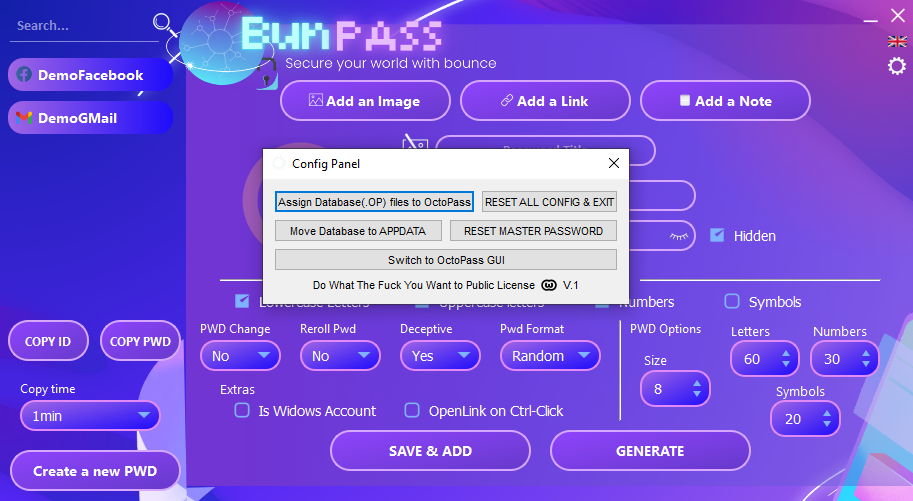 Search...
BUNPASS
Secure your world with bounce
DemoFacebook
DemoGMail
Add an Image
Add a Link
Add a Note
Password Title
Config Panel
Assign Database(.OP) files to OctoPass
RESET ALL CONFIG & EXIT
Move Database to APPDATA
RESET MASTER PASSWORD
Switch to OctoPass GUI
Do What The Fuck You Want to Public License
V.1
Hidden
Lowercase Letters
Uppercase letters
Numbers
Symbols
COPY ID
COPY PWD
Copy time
1min
Create a new PWD
PWD Change
Reroll Pwd
Deceptive
Pwd Format
No
No
Yes
Random
Extras
Is Widows Account
OpenLink on Ctrl-Click
PWD Options
Letters
Numbers
60
30
Size
8
Symbols
20
SAVE & ADD
GENERATE